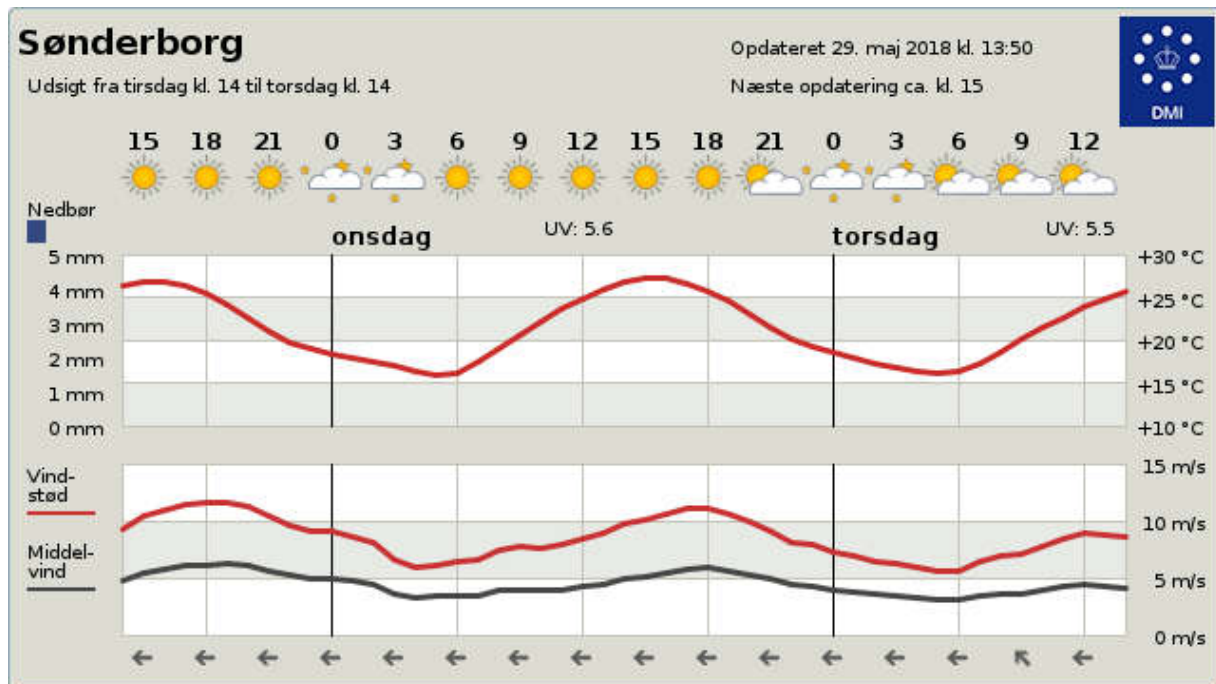 Sønderborg
Opdateret 29. maj 2018 kl. 13:50
Udsigt fra tirsdag kl. 14 til torsdag kl. 14
Næste opdatering ca. kl. 15
DMI
15 18 21 0 3 6 9 12 15 18 21 0 3 6 9 12
Nedbør
onsdag UV: 5.6 torsdag UV: 5.5
5 mm +30 °C
4 mm +25 °C
3 mm
+20 °C
2 mm
+15 °C
1 mm
0 mm +10 °C
Vind-
stød
15 m/s
10 m/s
Middel-
vind
5 m/s
0 m/s